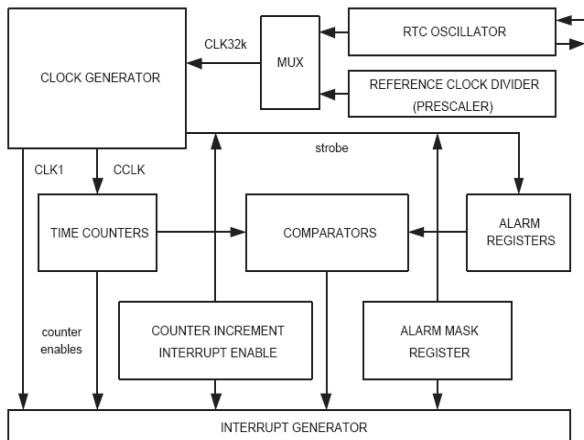 RTC OSCILLATOR
CLK32k
MUX
CLOCK GENERATOR
REFERENCE CLOCK DIVIDER
(PRESCALER)
strobe
CLK1
CCLK
TIME COUNTERS
COMPARATORS
ALARM
REGISTERS
counter
enables
COUNTER INCREMENT
INTERRUPT ENABLE
ALARM MASK
REGISTER
INTERRUPT GENERATOR